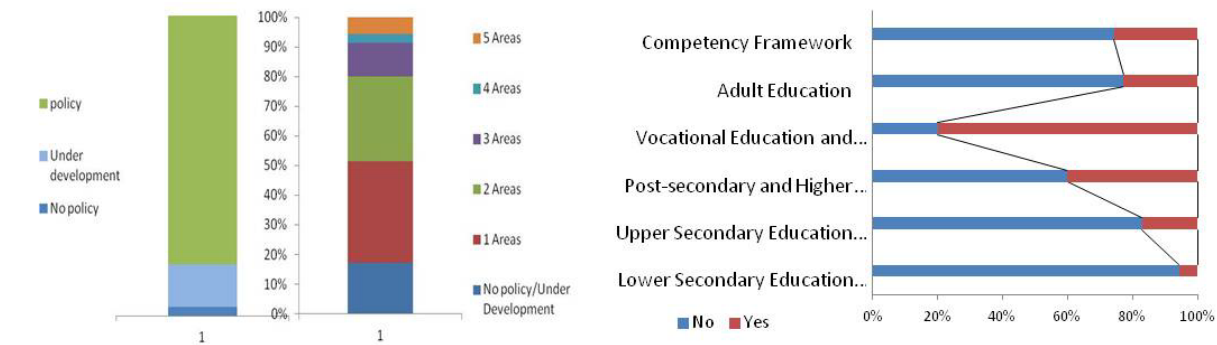 policy
Under
development
No policy
1
100%
90%
80%
70%
60%
50%
40%
30%
20%
10%
0%
1
5 Areas
4 Areas
3 Areas
2 Areas
1 Areas
No policy/Under
Development
Competency Framework
Adult Education
Vocational Education and...
Post-secondary and Higher...
Upper Secondary Education...
Lower Secondary Education...
0% 20% 40% 60% 80% 100%
No Yes